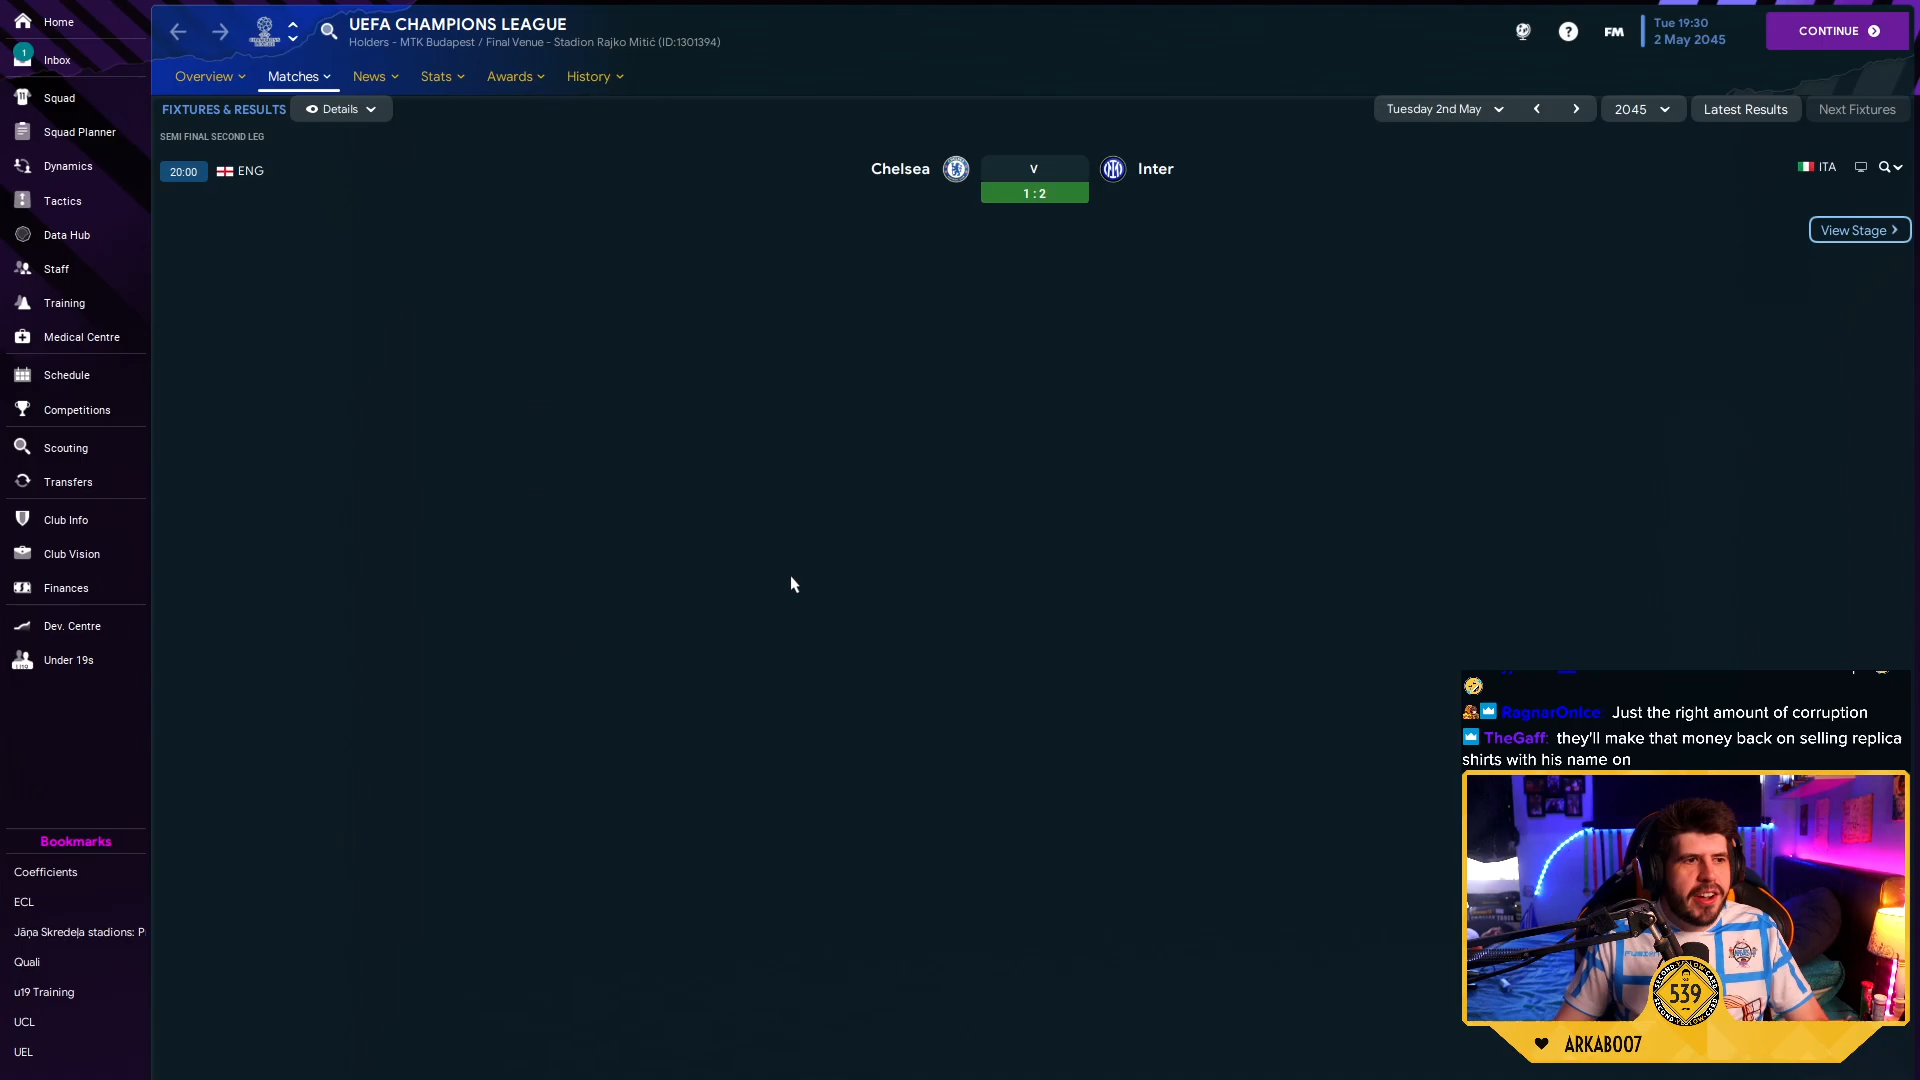 Home
1
Inbox
Squad
Squad Planner
Dynamics
Tactics
Data Hub
Staff
Training
Medical Centre
Schedule
Competitions
Scouting
Transfers
Club Info
Club Vision
Finances
Dev. Centre
Under 19s
Bookmarks
Coefficients
ECL
Jāņa Skredeļa stadions: P
Quali
u19 Training
UCL
UEL
UEFA CHAMPIONS LEAGUE
Holders - MTK Budapest / Final Venue - Stadion Rajko Mitić (ID:1301394)
FM
Tue 19:30
2 May 2045
CONTINUE
Overview Matches News Stats Awards History
FIXTURES & RESULTS Details
Tuesday 2nd May 2045 Latest Results Next Fixtures
SEMI FINAL SECOND LEG
20:00 ENG Chelsea V Inter ITA
1 : 2
View Stage
RagnarOnIce: Just the right amount of corruption
TheGaff: they'll make that money back on selling replica
shirts with his name on
539
ARKAB007